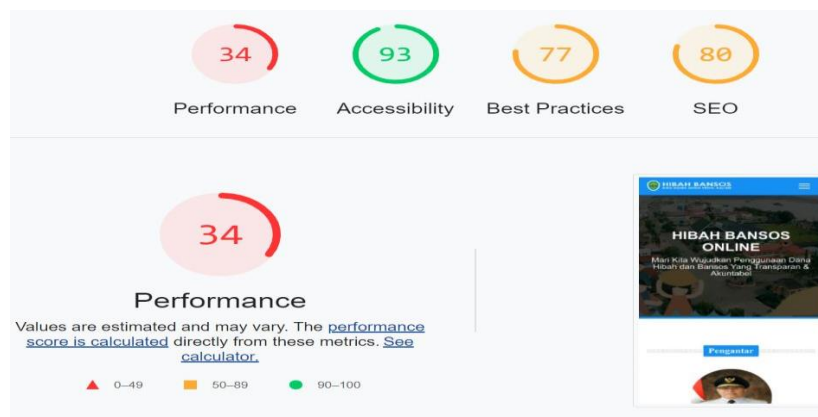 34
93
77
80
Performance
Accessibility
Best Practices
SEO
34
Performance
Values are estimated and may vary. The performance
score is calculated directly from these metrics. See
calculator.
0–49
50–89
90–100
HIBAH BANSOS
HIBAH BANSOS
ONLINE
Mari Kita Wujudkan Penggunaan Dana
Hibah dan Bansos Yang Transparan &
Akuntabel
Pengantar